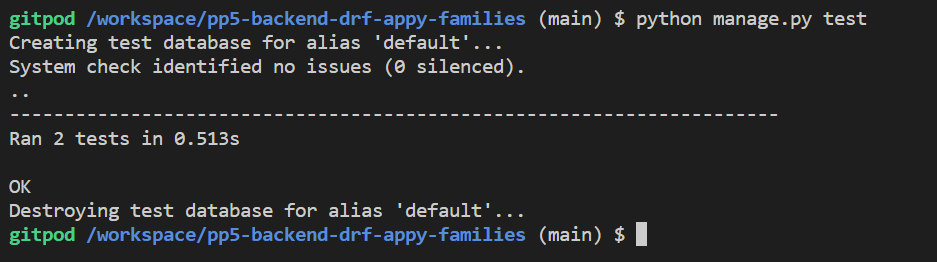 gitpod /workspace/pp5-backend-drf-appy-families (main) $ python manage.py test
Creating test database for alias 'default'...
System check identified no issues (0 silenced).
..
----------------------------------------------------------------------
Ran 2 tests in 0.513s

OK
Destroying test database for alias 'default'...
gitpod /workspace/pp5-backend-drf-appy-families (main) $